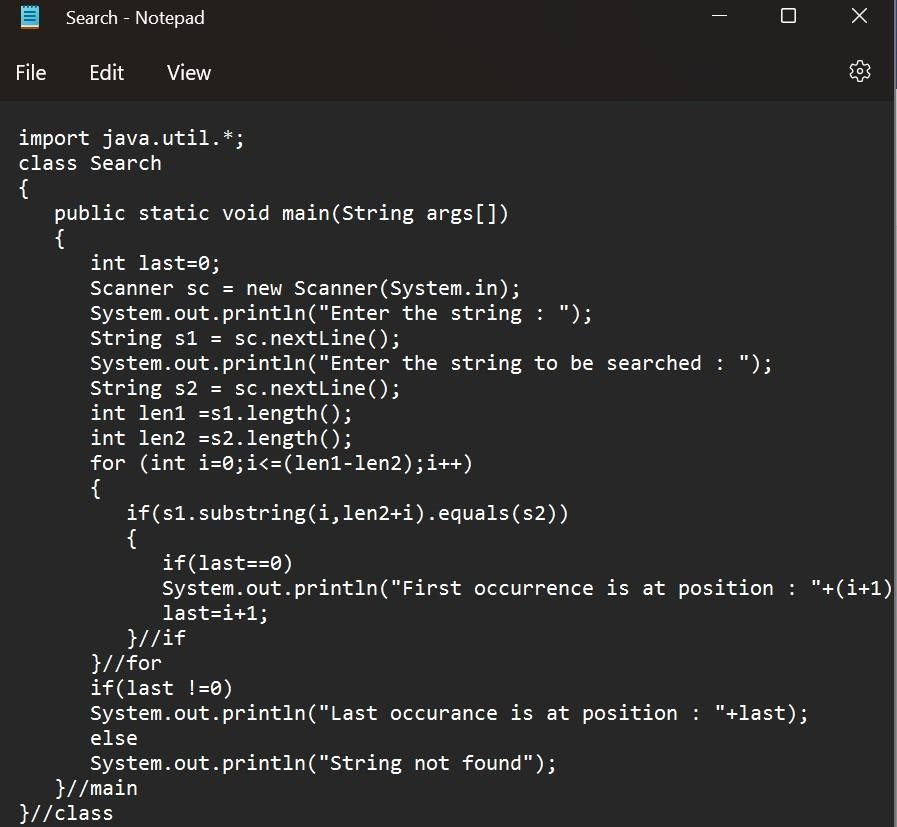 Search - Notepad
File Edit View
import java.util.*;
class Search
{
   public static void main(String args[])
   {
      int last=0;
      Scanner sc = new Scanner(System.in);
      System.out.println("Enter the string : ");
      String s1 = sc.nextLine();
      System.out.println("Enter the string to be searched : ");
      String s2 = sc.nextLine();
      int len1 =s1.length();
      int len2 =s2.length();
      for (int i=0;i<=(len1-len2);i++)
      {
         if(s1.substring(i,len2+i).equals(s2))
         {
            if(last==0)
            System.out.println("First occurrence is at position : "+(i+1)
            last=i+1;
         }//if
      }//for
      if(last !=0)
      System.out.println("Last occurance is at position : "+last);
      else
      System.out.println("String not found");
   }//main
}//class